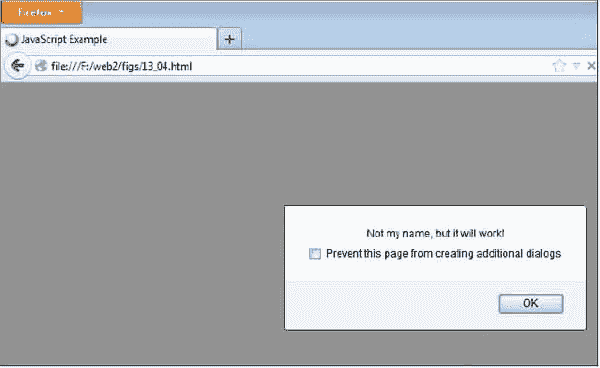 Firefox
JavaScript Example
file:///F:/web2/figs/13_04.html
Not my name, but it will work!
Prevent this page from creating additional dialogs
OK